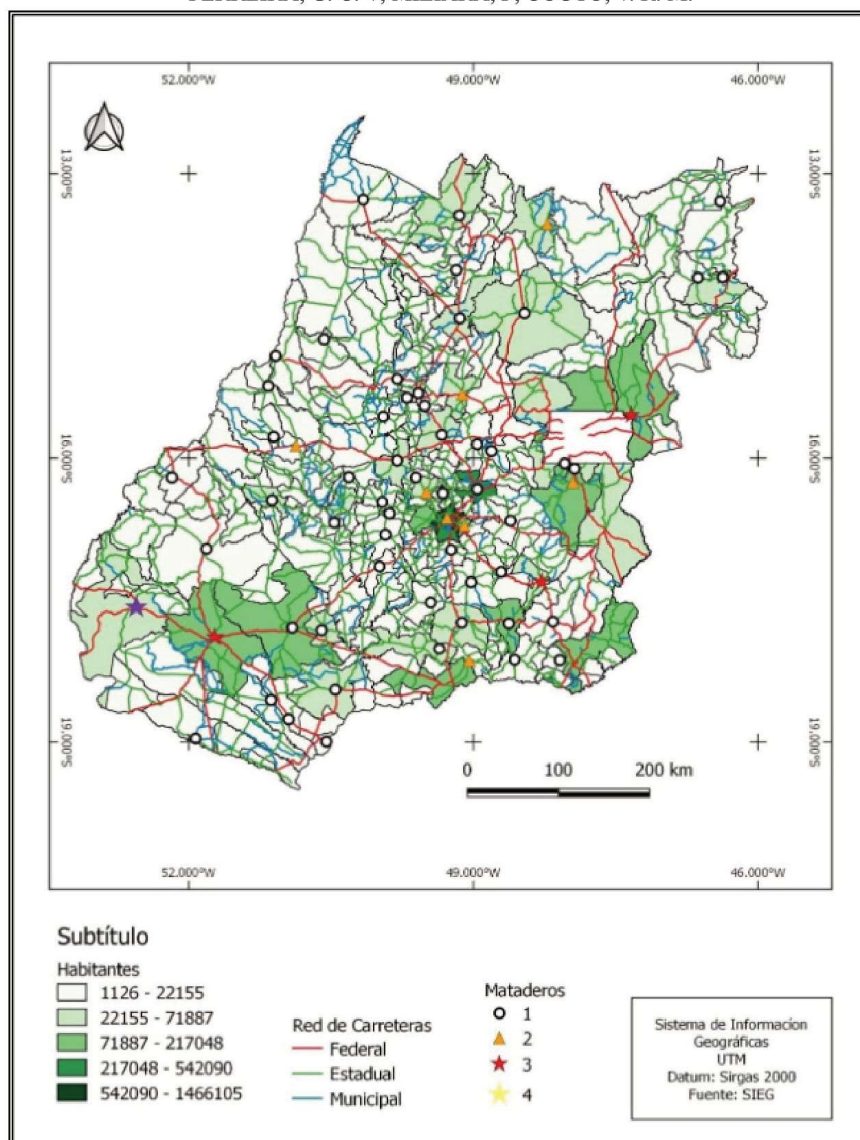 52.000°W 49.000°W 46.000°W
13.000°S 13.000°S
16.000°S 16.000°S
19.000°S 19.000°S
0 100 200 km
52.000°W 49.000°W 46.000°W
Subtítulo
Habitantes
1126 - 22155
22155 - 71887
71887 - 217048
217048 - 542090
542090 - 1466105
Red de Carreteras
Federal
Estadual
Municipal
Mataderos
1
2
3
4
Sistema de Informacíon
Geográficas
UTM
Datum: Sirgas 2000
Fuente: SIEG